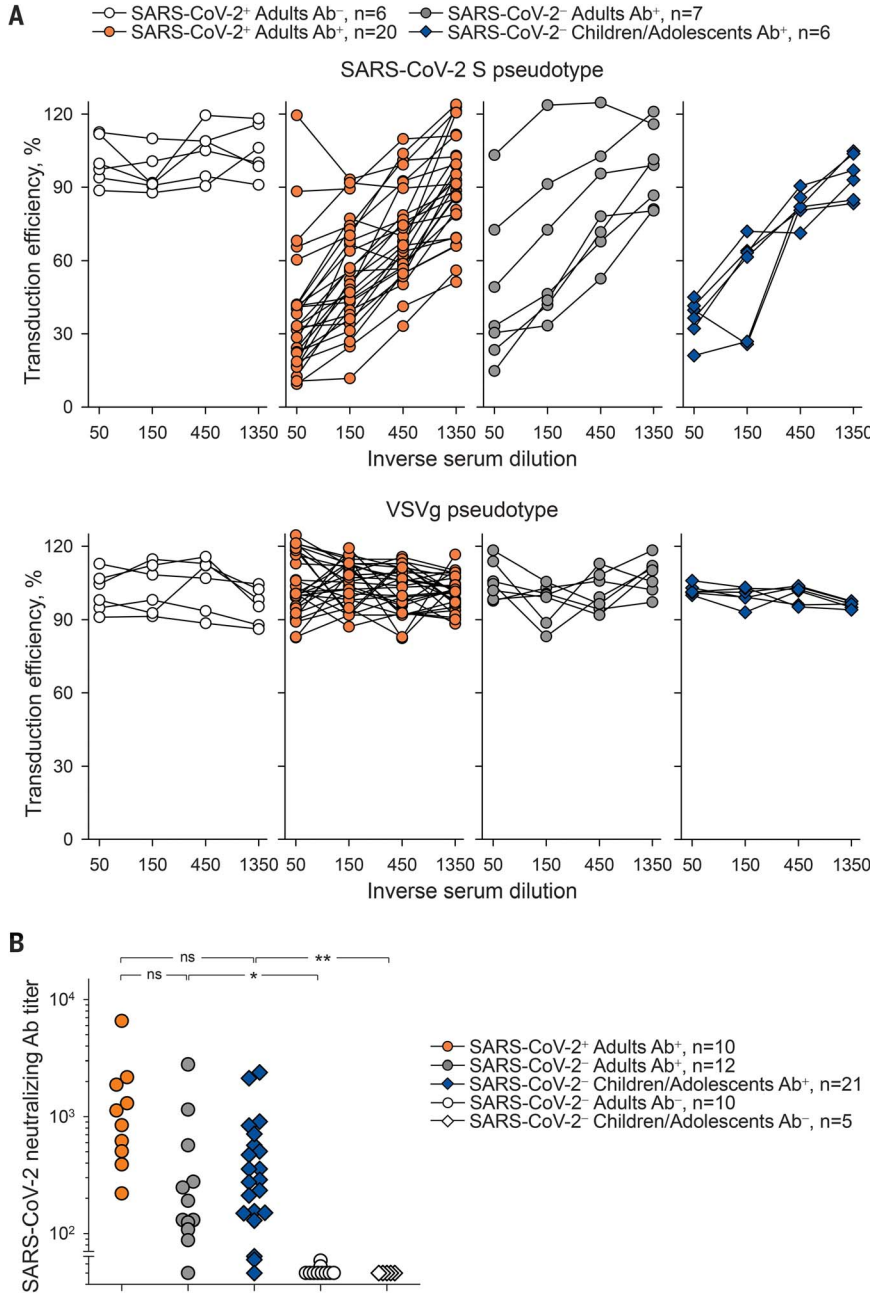 A
SARS-CoV-2⁺ Adults Ab⁻, n=6
SARS-CoV-2⁻ Adults Ab⁺, n=7
SARS-CoV-2⁺ Adults Ab⁺, n=20
SARS-CoV-2⁻ Children/Adolescents Ab⁺, n=6
SARS-CoV-2 S pseudotype
Transduction efficiency, %
120
90
60
30
0
50 150 450 1350 50 150 450 1350 50 150 450 1350 50 150 450 1350
Inverse serum dilution
VSVg pseudotype
Transduction efficiency, %
120
90
60
30
0
50 150 450 1350 50 150 450 1350 50 150 450 1350 50 150 450 1350
Inverse serum dilution
B
ns **
ns *
SARS-CoV-2 neutralizing Ab titer
10⁴
10³
10²
SARS-CoV-2⁺ Adults Ab⁺, n=10
SARS-CoV-2⁻ Adults Ab⁺, n=12
SARS-CoV-2⁻ Children/Adolescents Ab⁺, n=21
SARS-CoV-2⁻ Adults Ab⁻, n=10
SARS-CoV-2⁻ Children/Adolescents Ab⁻, n=5